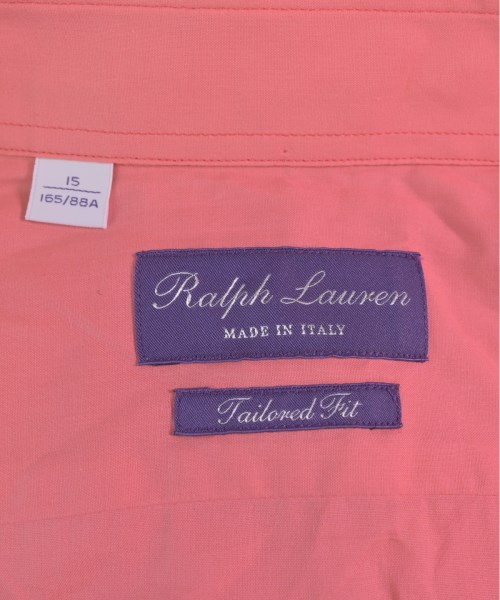 15
165/88A
Ralph Lauren
MADE IN ITALY
Tailored Fit